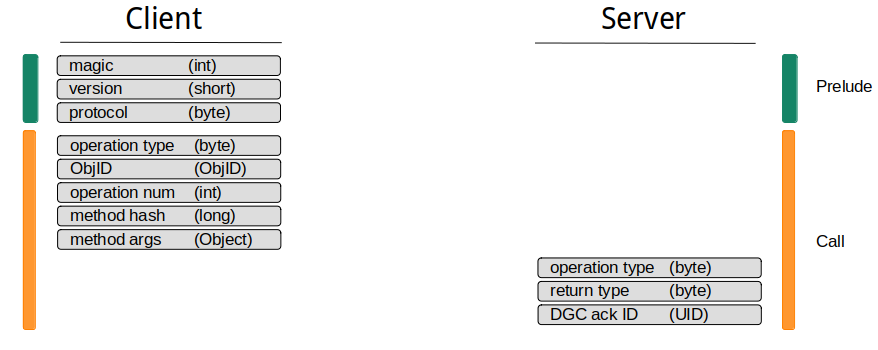 Client
Server
magic (int)
version (short)
protocol (byte)
Prelude
operation type (byte)
ObjID (ObjID)
operation num (int)
method hash (long)
method args (Object)
Call
operation type (byte)
return type (byte)
DGC ack ID (UID)